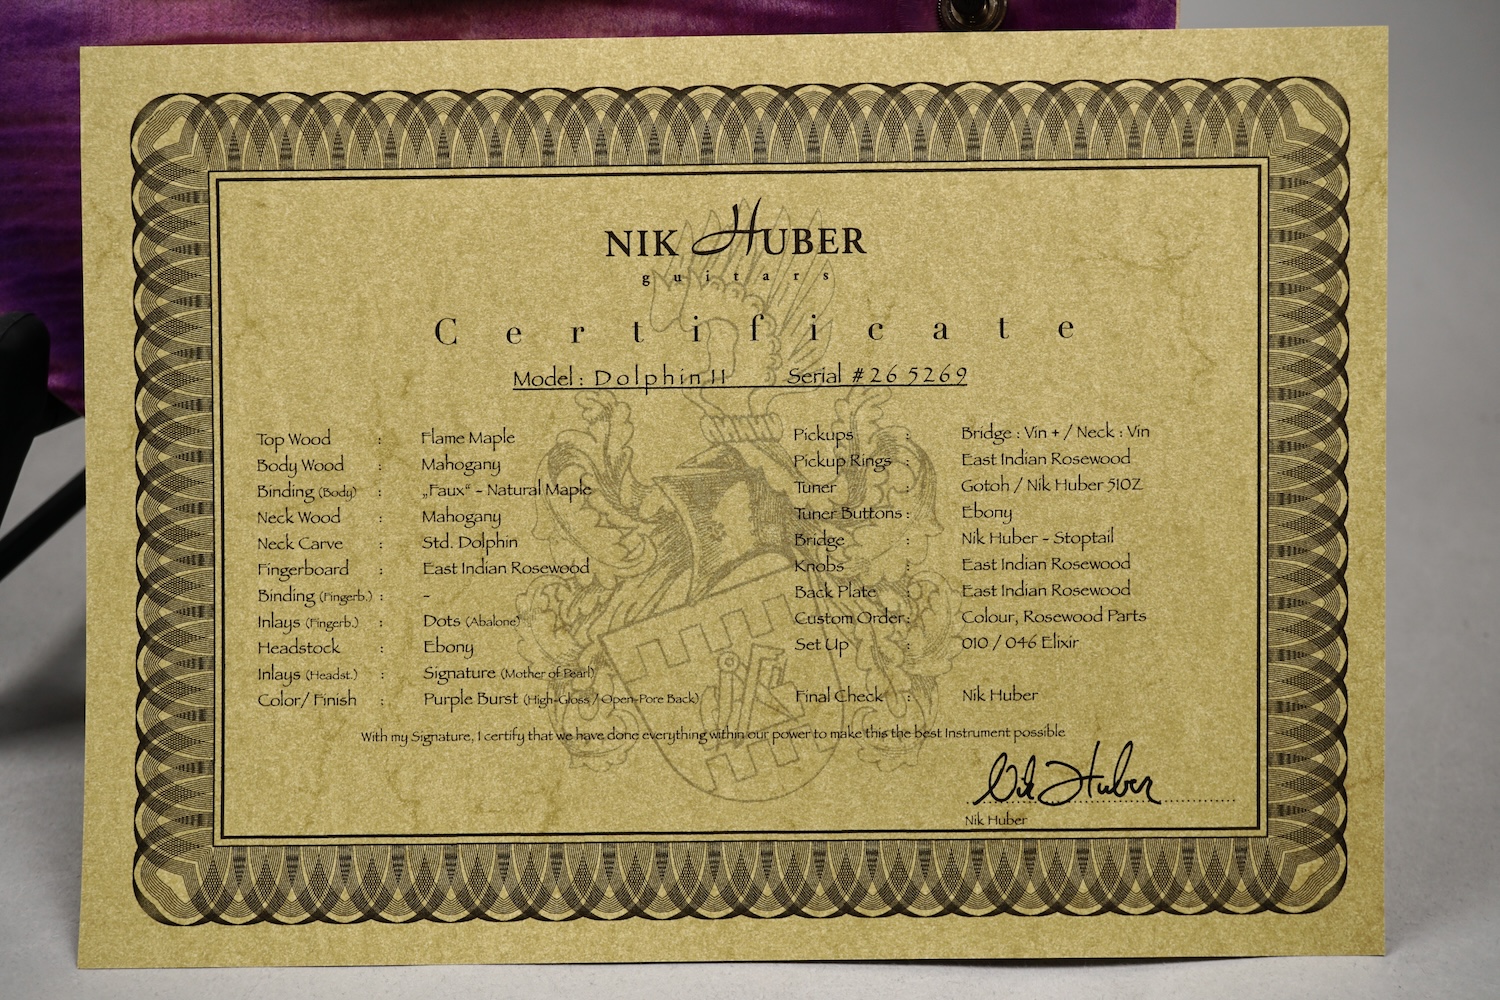 NIK HUBER
guitars
Certificate
Model: Dolphin II Serial #26 5269
Top Wood : Flame Maple
Body Wood : Mahogany
Binding (Body) : „Faux“ - Natural Maple
Neck Wood : Mahogany
Neck Carve : Std. Dolphin
Fingerboard : East Indian Rosewood
Binding (Fingerb.) : -
Inlays (Fingerb.) : Dots (Abalone)
Headstock : Ebony
Inlays (Headst.) : Signature (Mother of Pearl)
Color/ Finish : Purple Burst (High-Gloss / Open-Pore Back)
Pickups : Bridge : Vin + / Neck : Vin
Pickup Rings : East Indian Rosewood
Tuner : Gotoh / Nik Huber 510Z
Tuner Buttons : Ebony
Bridge : Nik Huber - Stoptail
Knobs : East Indian Rosewood
Back Plate : East Indian Rosewood
Custom Order : Colour, Rosewood Parts
Set Up : 010 / 046 Elixir
Final Check : Nik Huber
With my Signature, I certify that we have done everything within our power to make this the best Instrument possible
Nik Huber
Nik Huber